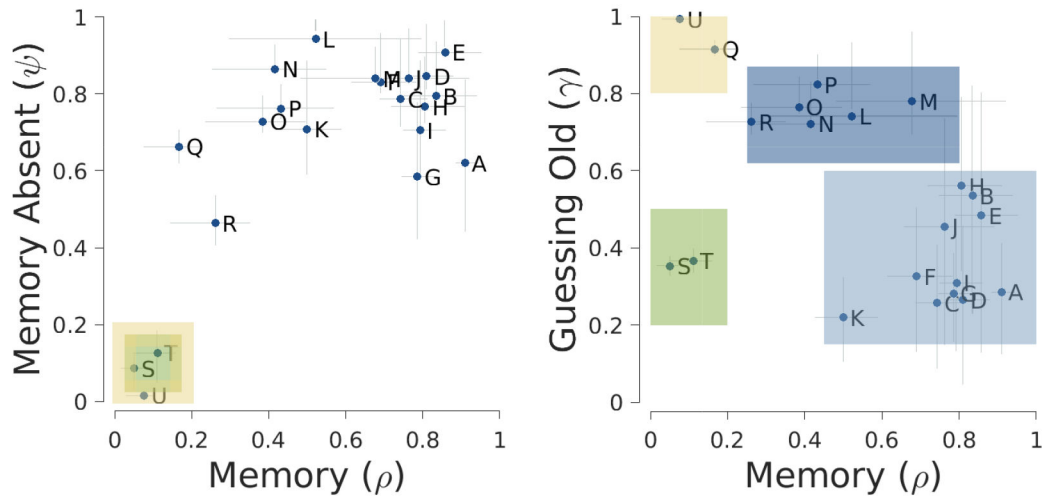 1
0.8
0.6
0.4
0.2
0
Memory Absent (ψ)
L
E
N
M
F
J
D
C
B
H
P
O
K
I
Q
G
A
R
T
S
U
0
0.2
0.4
0.6
0.8
1
Memory (ρ)
1
0.8
0.6
0.4
0.2
0
Guessing Old (γ)
U
Q
P
M
O
L
R
N
H
B
E
J
S
T
F
I
G
A
C
D
K
0
0.2
0.4
0.6
0.8
1
Memory (ρ)